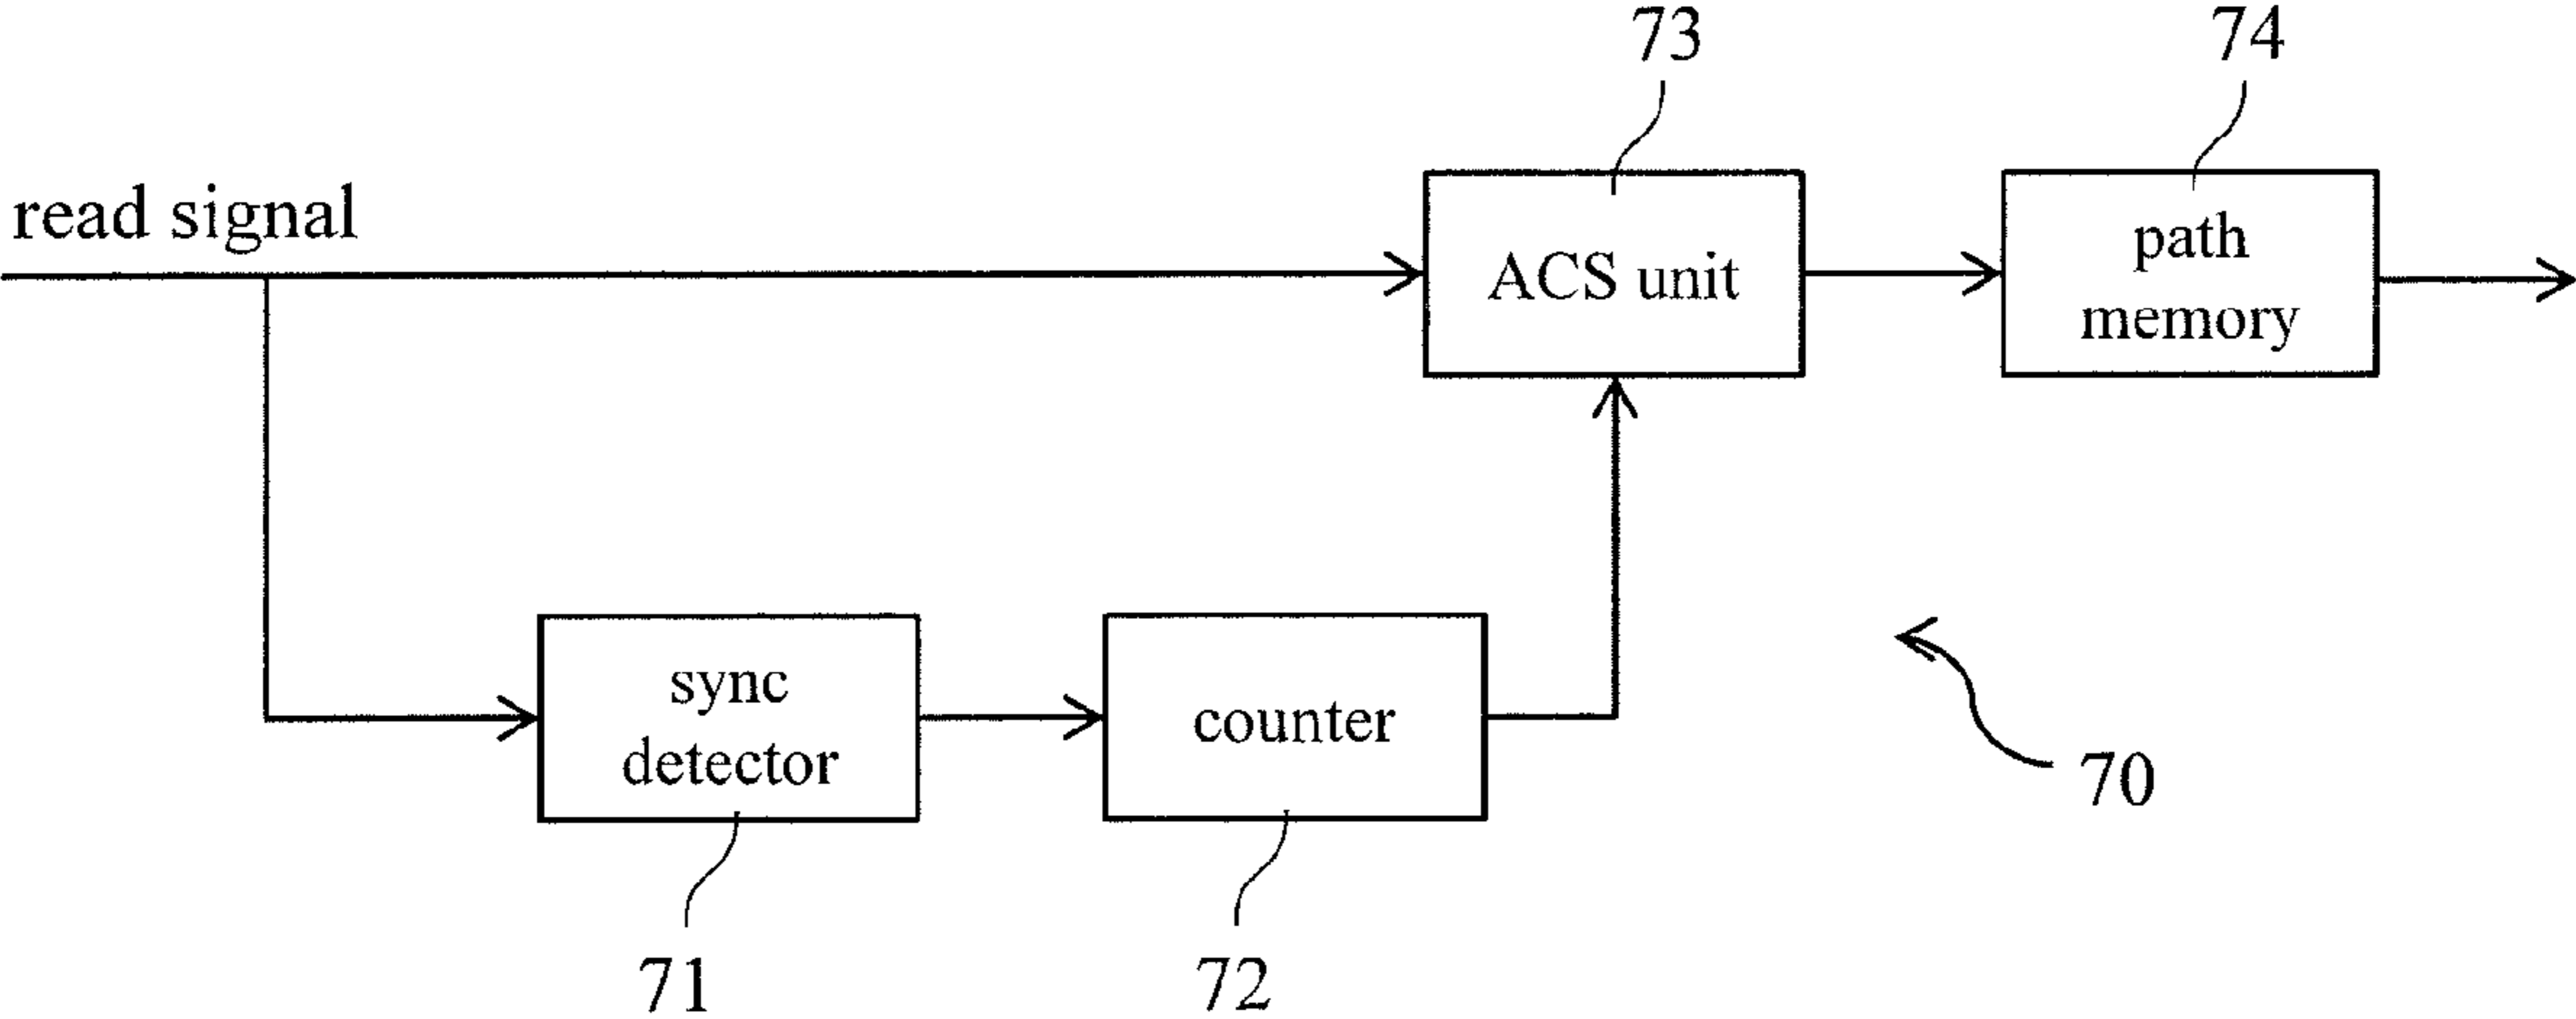 73
74
read signal
ACS unit
path
memory
sync
detector
counter
70
71
72